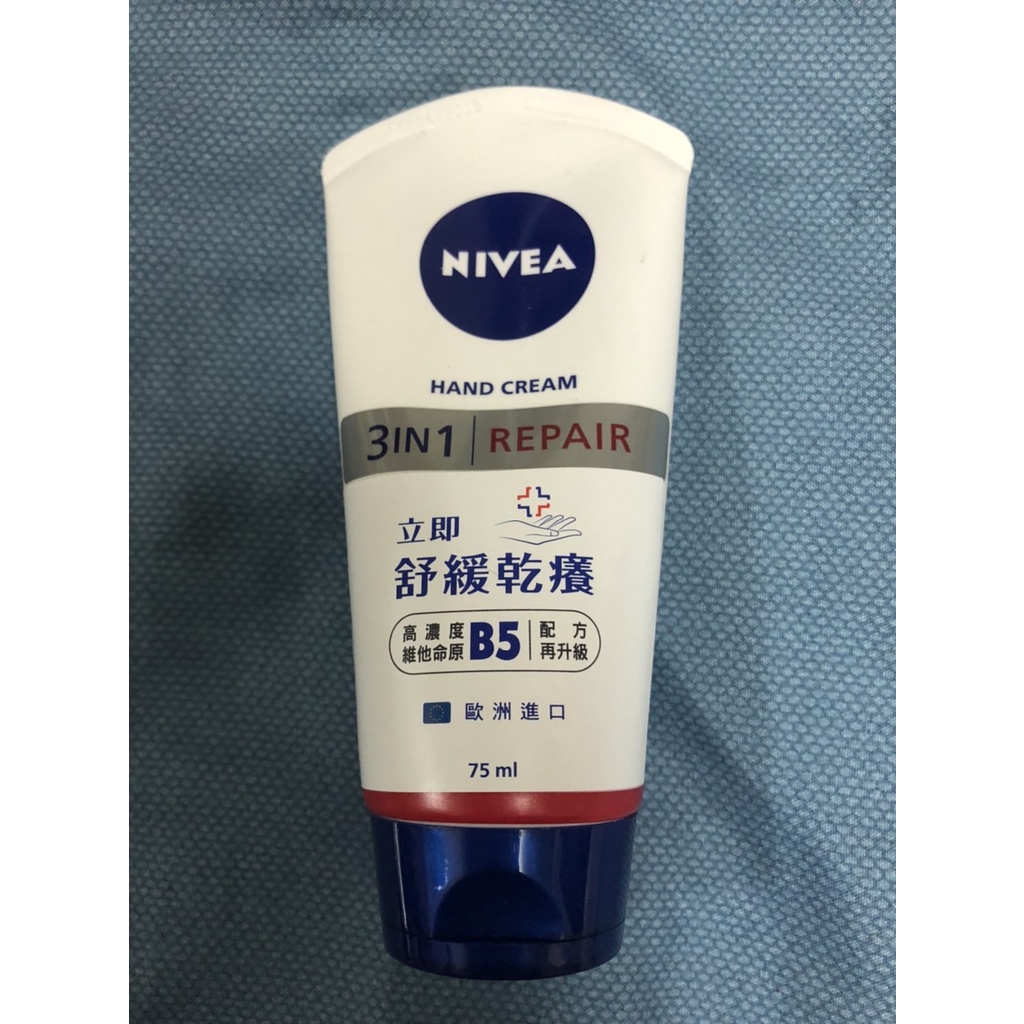 NIVEA
HAND CREAM
3IN1 | REPAIR
立即
舒緩乾癢
高濃度
維他命原 B5 | 配方
再升級
歐洲進口
75 ml